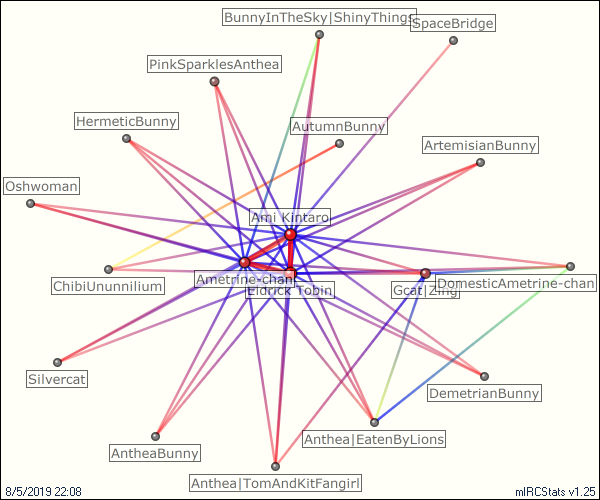 BunnyInTheSky|ShinyThings
SpaceBridge
PinkSparklesAnthea
HermeticBunny
AutumnBunny
ArtemisianBunny
Oshwoman
Ami Kintaro
Ametrine-chan
Eldrick Tobin
ChibiUnunnilium
Gcat|Zing
DomesticAmetrine-chan
Silvercat
DemetrianBunny
Anthea|EatenByLions
AntheaBunny
Anthea|TomAndKitFangirl
8/5/2019 22:08
mIRCStats v1.25